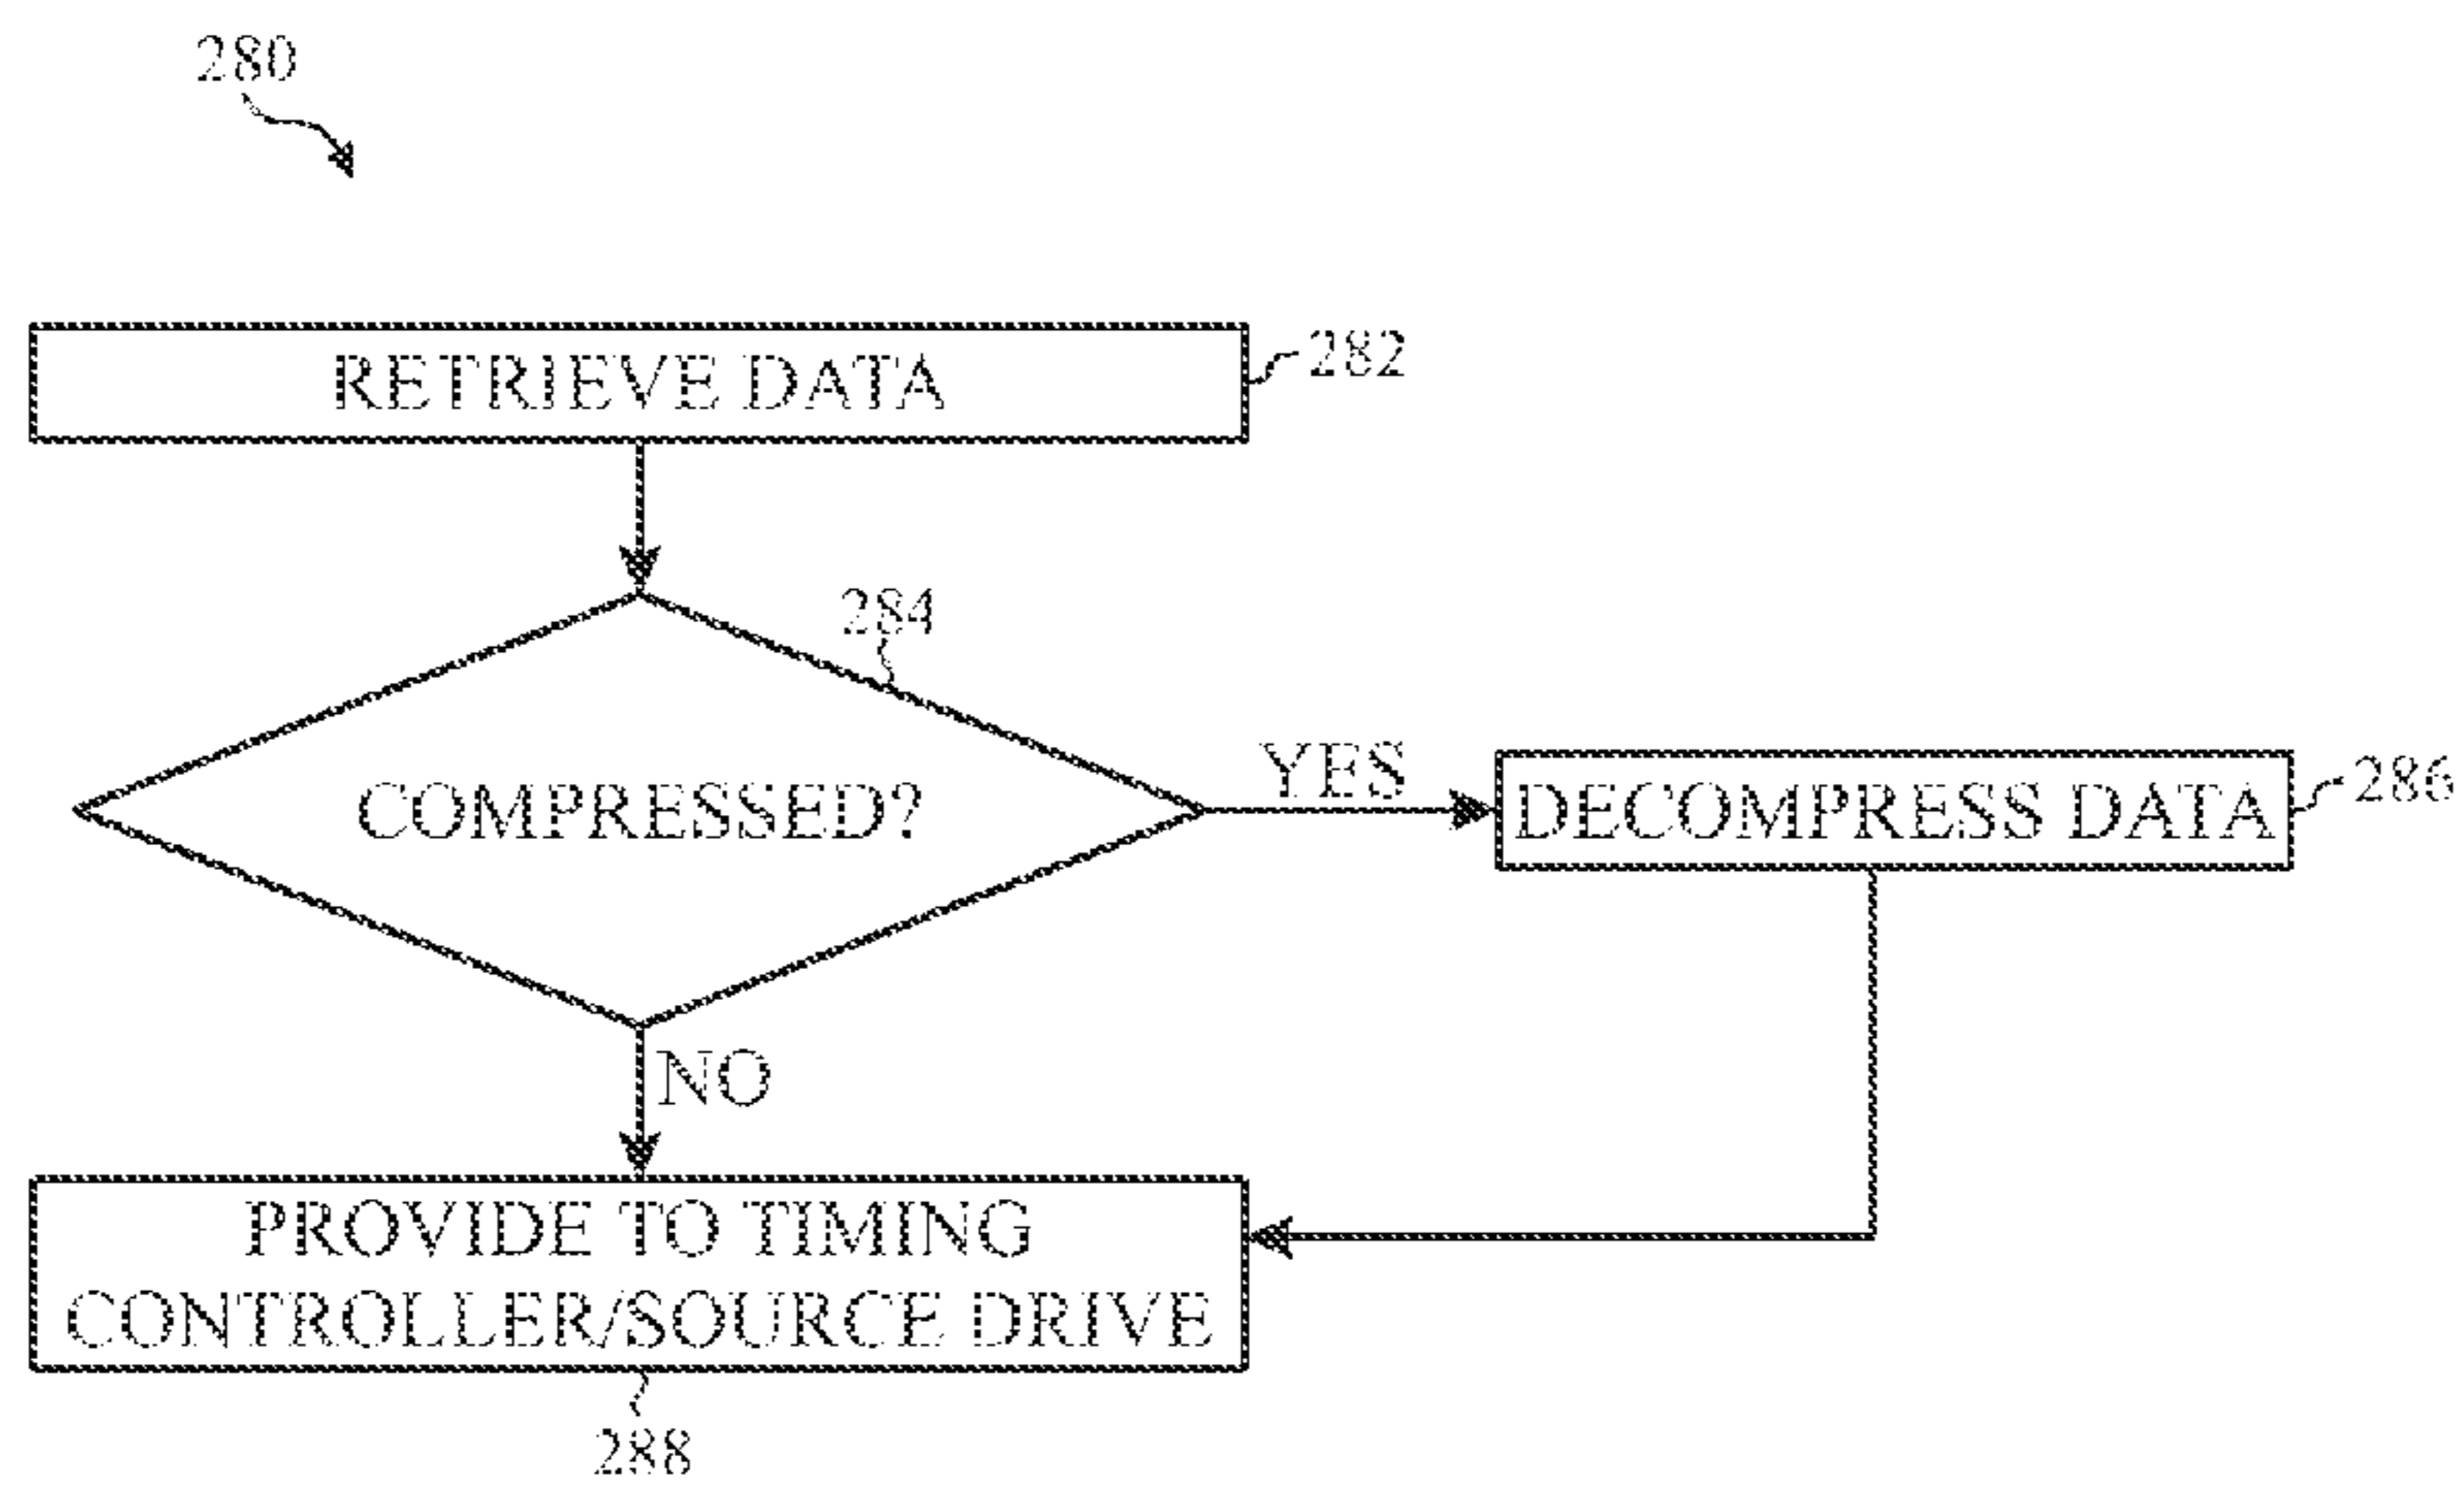 280
RETRIEVE DATA
282
284
COMPRESSED?
YES
DECOMPRESS DATA
286
NO
PROVIDE TO TIMING
CONTROLLER/SOURCE DRIVE
288